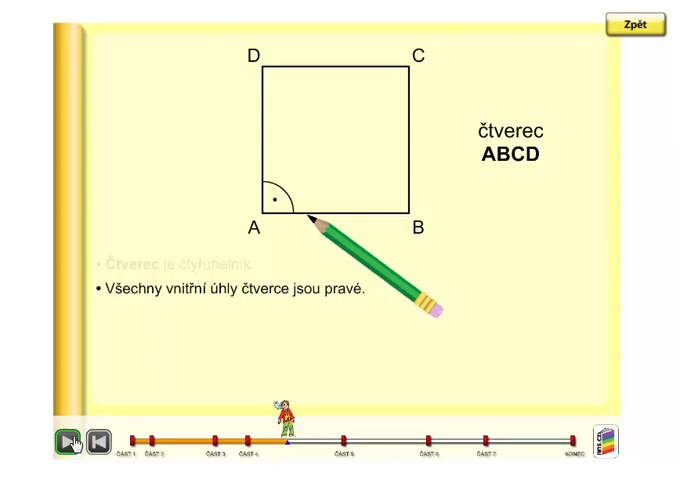 Zpět
D C
čtverec
ABCD
A B
• Čtverec je čtyřúhelník.
• Všechny vnitřní úhly čtverce jsou pravé.
ČÁST 1. ČÁST 2. ČÁST 3. ČÁST 4. ČÁST 5. ČÁST 6. ČÁST 7. KONEC